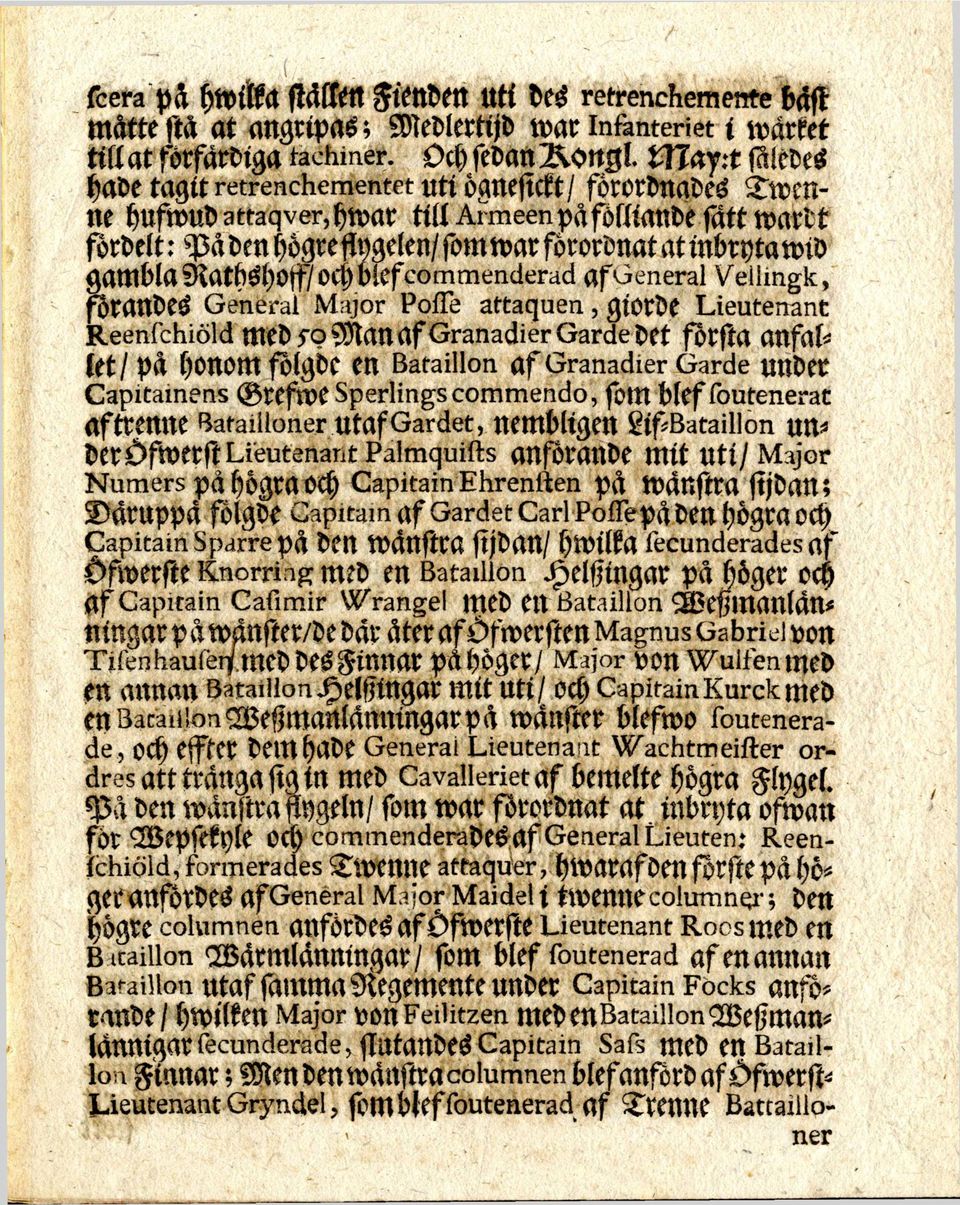 scera på hwilka ställen Fienden uti des retrenchemente bäst
måtte stå at angripas; Medlertijd war Infanteriet i wärket
till at förfärdiga fachiner. Och sedan Kongl. May:t således
hade tagit retrenchementet uti ögnesickt/ förordnades Twen-
ne hufwud attaqver, hwar till Armeen på fölliande sätt wardt
fördelt: På den högre flygelen/ som war förordnat at inbryta wid
gambla Rathshoff/ och blef commenderad af General Vellingk,
förandes General Major Posse attaquen, giorde Lieutenant
Reenschiöld med 50 Man af Granadier Garde det första anfal-
let/ på honom fölgde en Bataillon af Granadier Garde under
Capitainens Grefwe Sperlings commendo, som blef soutenerat
af trenne Batailloner utaf Gardet, nembligen Lif-Bataillon un-
der Öfwerst Lieutenant Palmquists anförande mit uti/ Major
Numers på högra och Capitain Ehrensten på wänstra sijdan;
Däruppå fölgde Capitain af Gardet Carl Posse på den högra och
Capitain Sparre på den wänstra sijdan/ hwilka secunderades af
Öfwerste Knorring med en Bataillon Helßingar på höger och
af Capitain Casimir Wrangel med en Bataillon Weßmanlän-
ningar på wänster/ de där åter af Öfwersten Magnus Gabriel von
Tisenhausen/ med des Finnar på höger/ Major von Wulfen med
en annan Bataillon Helßingar mit uti/ och Capitain Kurck med
en Bataillon Weßmanlänningar på wänster blefwo soutenera-
de, och effter dem hade General Lieutenant Wachtmeister or-
dres att tränga sig in med Cavalleriet af bemelte högra Flygel.
På den wänstra flygeln/ som war förordnat at inbryta ofwan
för Wepsekyle och commenderades af General Lieuten: Reen-
schiöld, formerades Twenne attaquer, hwaraf den förste på hö-
ger anfördes af General Major Maidel i twenne columner; den
högre columnen anfördes af Öfwerste Lieutenant Roos med en
Bataillon Wärmlänningar/ som blef soutenerad af en annan
Bataillon utaf samma Regemente under Capitain Focks anfö-
rande/ hwilken Major von Feilitzen med en Bataillon Weßman-
lännigar secunderade, slutandes Capitain Sass med en Batail-
lon Finnar; Men den wänstra columnen blef anförd af Öfwerst-
Lieutenant Gryndel, som blef soutenerad af Trenne Battaillo-
ner